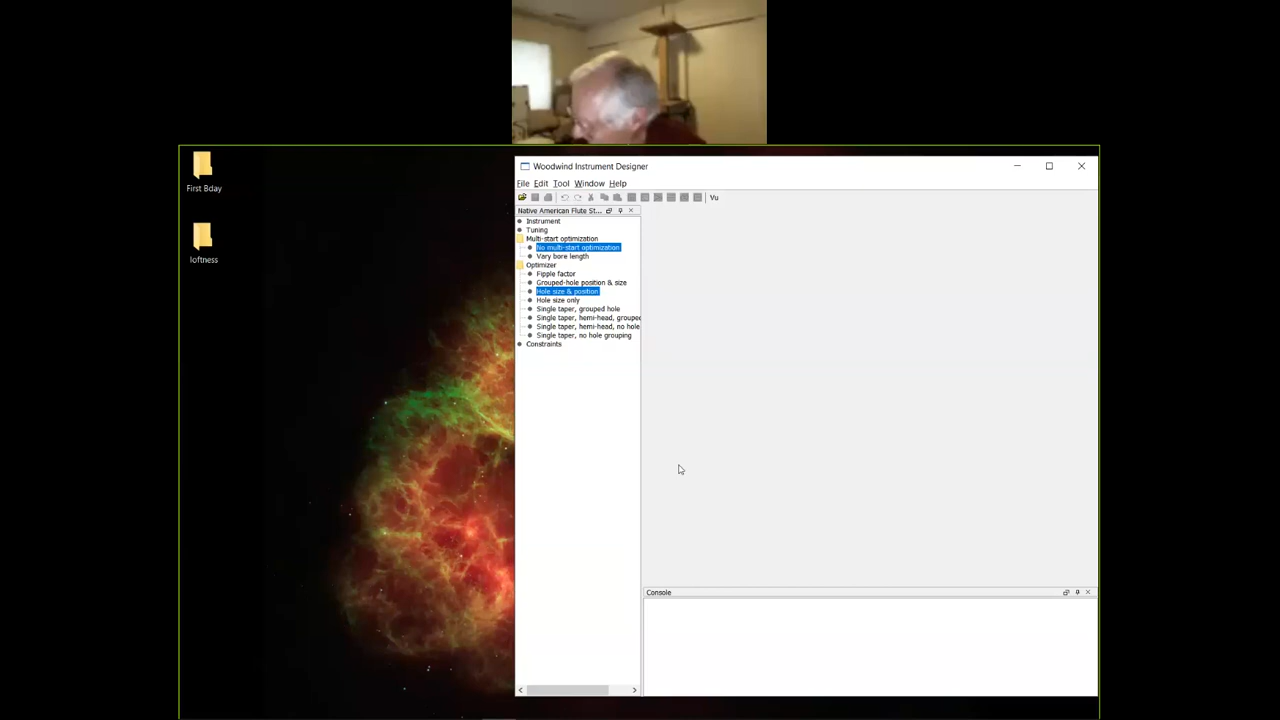 First Bday
loftness
Woodwind Instrument Designer
File Edit Tool Window Help
Vu
Native American Flute St...
Instrument
Tuning
Multi-start optimization
No multi-start optimization
Vary bore length
Optimizer
Fipple factor
Grouped-hole position & size
Hole size & position
Hole size only
Single taper, grouped hole
Single taper, hemi-head, grouped
Single taper, hemi-head, no hole
Single taper, no hole grouping
Constraints
Console